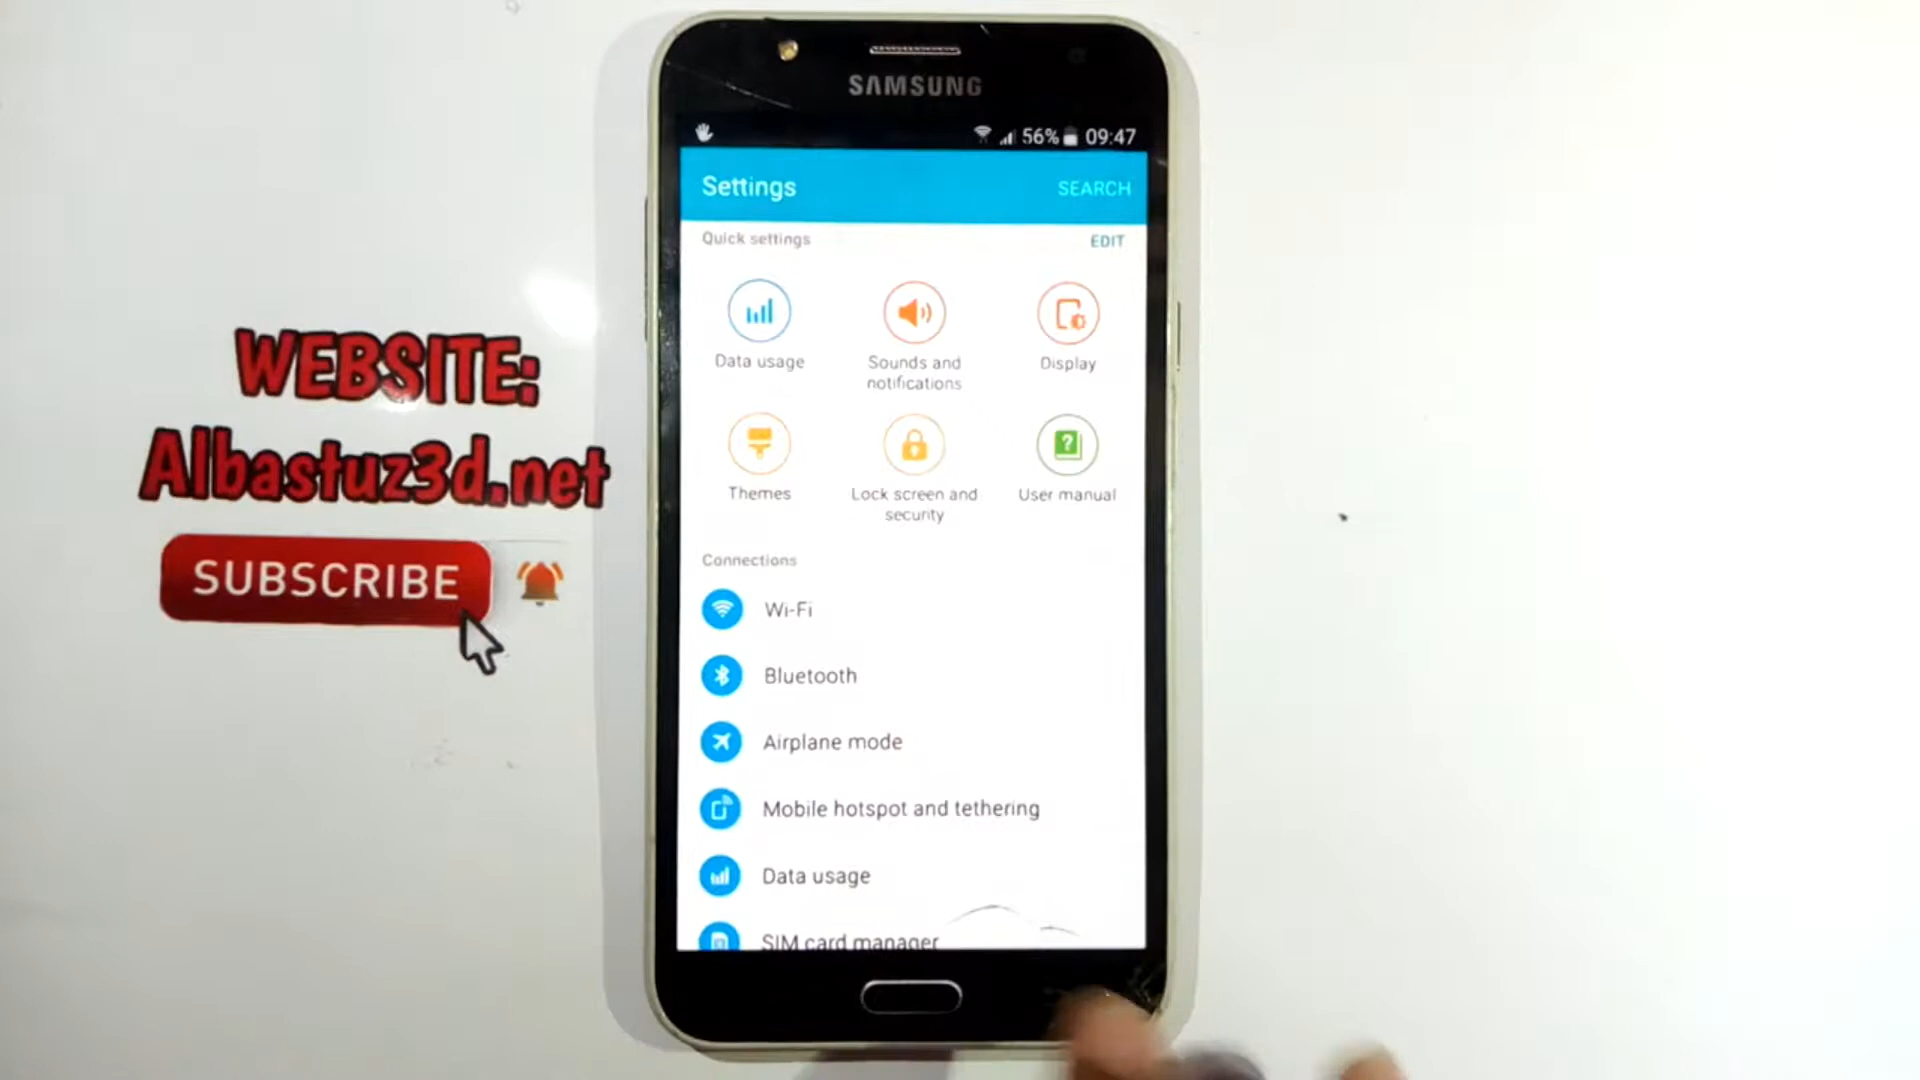 SAMSUNG
56% 09:47
Settings SEARCH
Quick settings EDIT
Data usage
Sounds and
notifications
Display
Themes
Lock screen and
security
User manual
Connections
Wi-Fi
Bluetooth
Airplane mode
Mobile hotspot and tethering
Data usage
SIM card manager
WEBSITE:
Albastuz3d.net
SUBSCRIBE